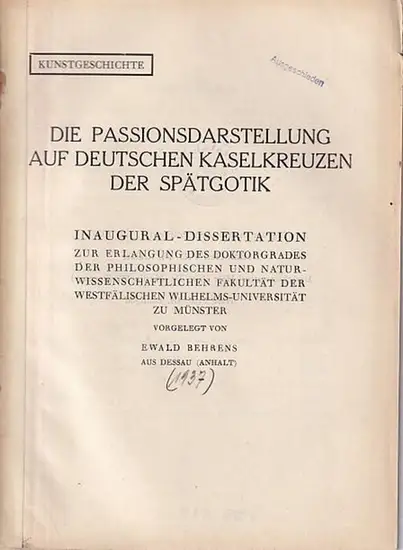 KUNSTGESCHICHTE
Ausgeschieden
DIE PASSIONSDARSTELLUNG
AUF DEUTSCHEN KASELKREUZEN
DER SPÄTGOTIK
INAUGURAL-DISSERTATION
ZUR ERLANGUNG DES DOKTORGRADES
DER PHILOSOPHISCHEN UND NATUR-
WISSENSCHAFTLICHEN FAKULTÄT DER
WESTFÄLISCHEN WILHELMS-UNIVERSITÄT
ZU MÜNSTER
VORGELEGT VON
EWALD BEHRENS
AUS DESSAU (ANHALT)
(1937)